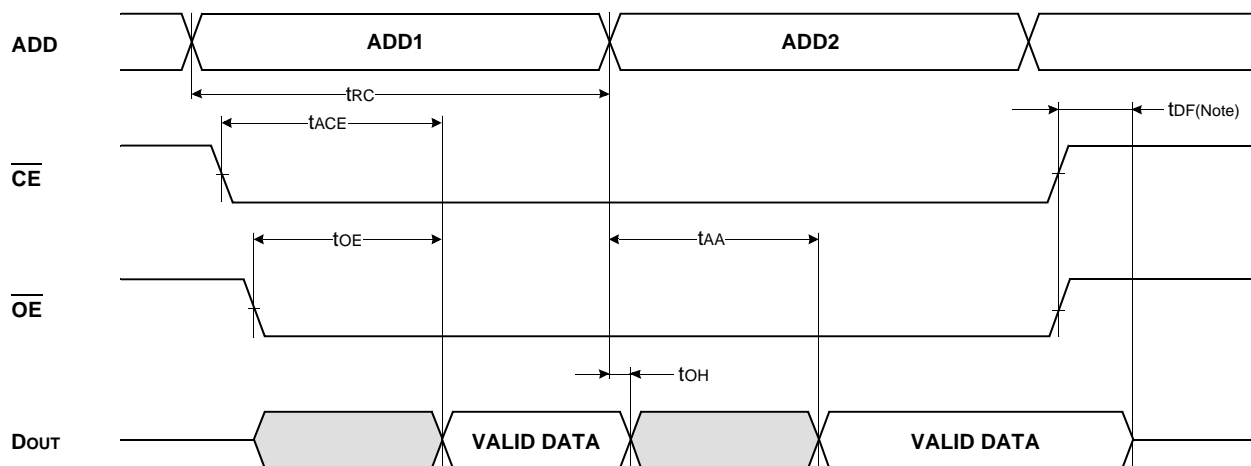 ADD ADD1 ADD2
tRC
tACE tDF(Note)
CE
tOE tAA
OE
tOH
DOUT VALID DATA VALID DATA